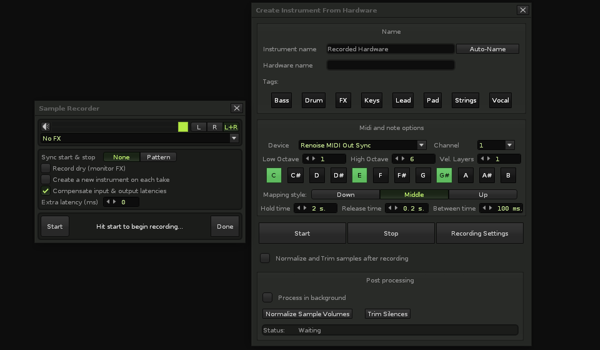 Create Instrument From Hardware
Name
Instrument name Recorded Hardware Auto-Name
Hardware name
Tags:
Bass Drum FX Keys Lead Pad Strings Vocal
Midi and note options
Device Renoise MIDI Out Sync Channel 1
Low Octave 1 High Octave 6 Vel. Layers 1
C C# D D# E F F# G G# A A# B
Mapping style Down Middle Up
Hold time 2 s. Release time 0.2 s. Between time 100 ms.
Start Stop Recording Settings
Normalize and Trim samples after recording
Post processing
Process in background
Normalize Sample Volumes Trim Silences
Status: Waiting
Sample Recorder
L R L+R
No FX
Sync start & stop None Pattern
Record dry (monitor FX)
Create a new instrument on each take
Compensate input & output latencies
Extra latency (ms) 0
Start Hit start to begin recording... Done